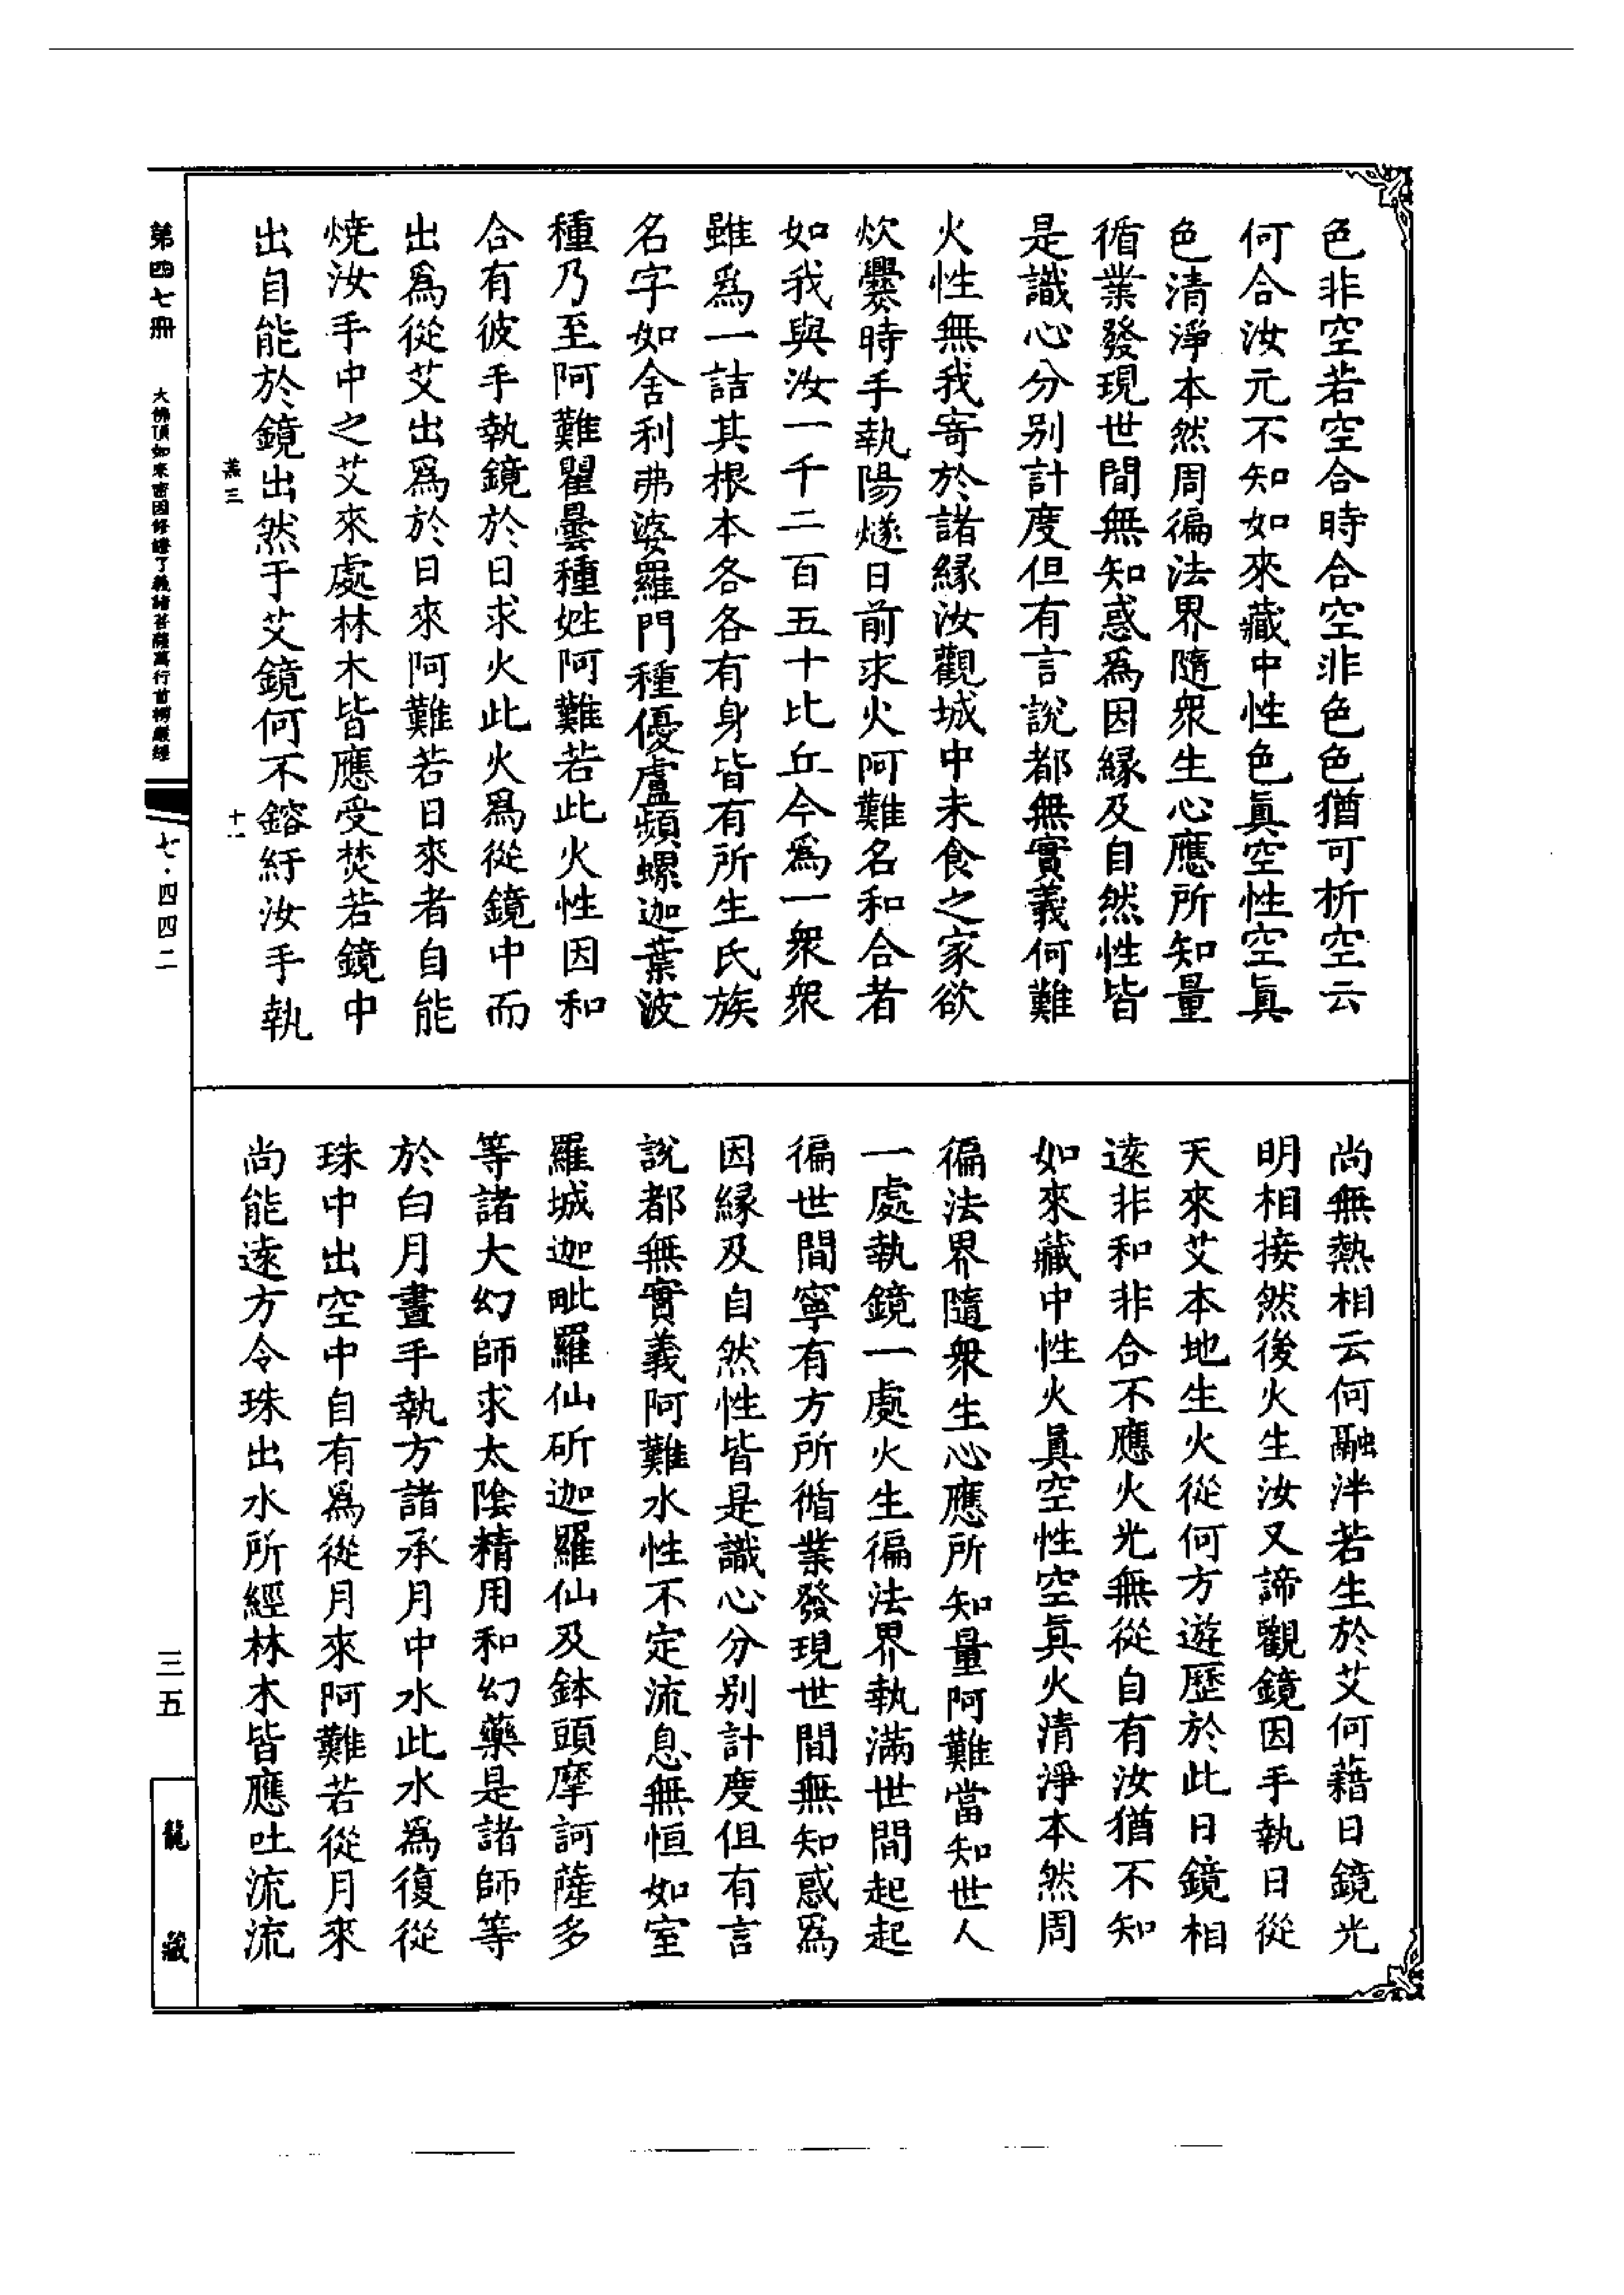 色非空若空合時合空非色色猶可析空云
何合汝元不知如來藏中性色眞空性空眞
色清淨本然周徧法界隨衆生心應所知量
循業發現世間無知惑爲因縁及自然性皆
是識心分别計度但有言說都無實義何難
火性無我寄於諸縁汝觀城中未食之家欲
炊爨時手執陽燧日前求火阿難名和合者
如我與汝一千二百五十比丘今爲一衆衆
雖爲一詰其根本各各有身皆有所生氏族
名字如舍利弗婆羅門種優盧頻螺迦葉波
種乃至阿難瞿曇種姓阿難若此火性因和
合有彼手執鏡於日求火此火爲從鏡中而
出爲從艾出爲於日來阿難若日來者自能
燒汝手中之艾來處林木皆應受焚若鏡中
出自能於鏡出然于艾鏡何不鎔紆汝手執
尚無熱相云何融泮若生於艾何藉日鏡光
明相接然後火生汝又諦觀鏡因手執日從
天來艾本地生火從何方遊歷於此日鏡相
遠非和非合不應火光無從自有汝猶不知
如來藏中性火眞空性空眞火清淨本然周
徧法界隨衆生心應所知量阿難當知世人
一處執鏡一處火生徧法界執滿世間起起
徧世間寧有方所循業發現世間無知惑爲
因縁及自然性皆是識心分别計度但有言
說都無實義阿難水性不定流息無恒如室
羅城迦毗羅仙斫迦羅仙及鉢頭摩訶薩多
等諸大幻師求太陰精用和幻藥是諸師等
於白月晝手執方諸承月中水此水爲復從
珠中出空中自有爲從月來阿難若從月來
尚能遠方令珠出水所經林木皆應吐流流
三
十一
第四七冊
大佛頂如來密因修證了義諸菩薩萬行首楞嚴經
七·四四二
三五
龍藏